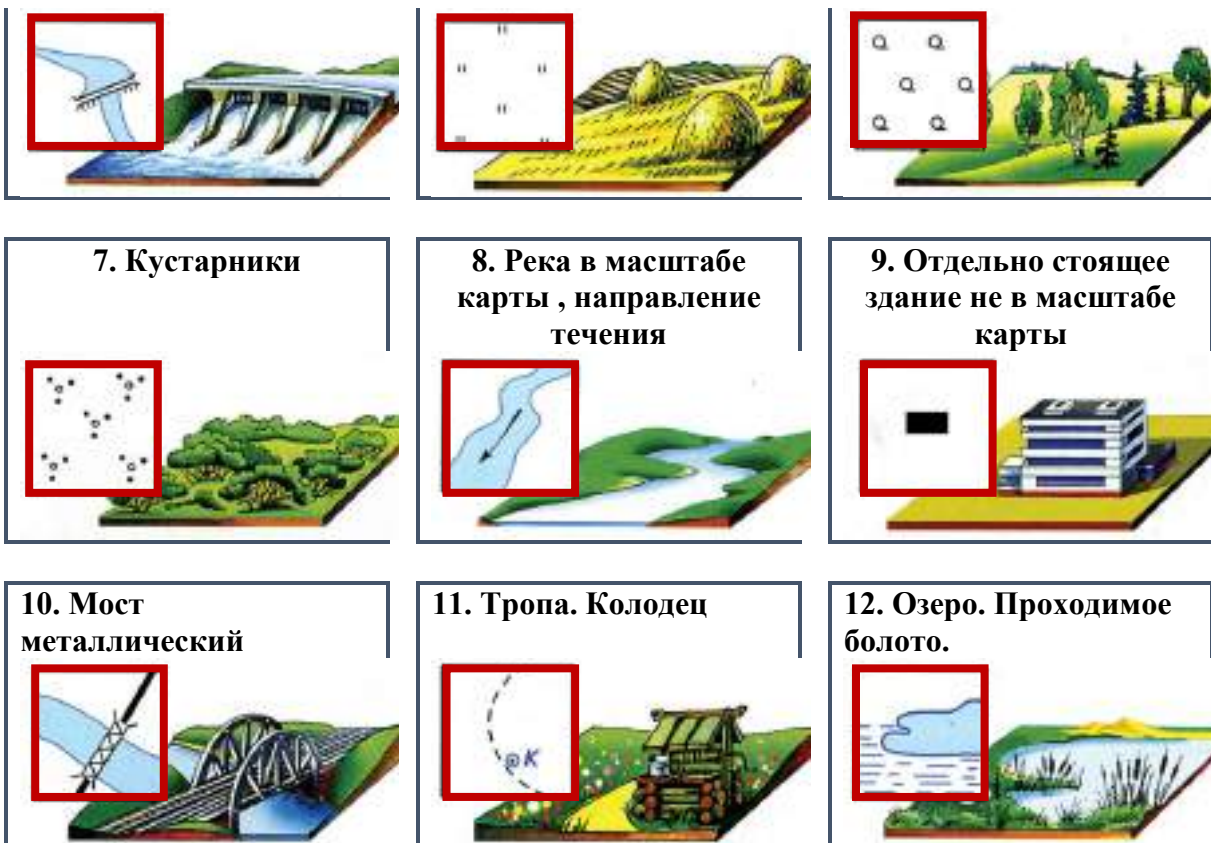 7. Кустарники
8. Река в масштабе
карты , направление
течения
9. Отдельно стоящее
здание не в масштабе
карты
10. Мост
металлический
11. Тропа. Колодец
К
12. Озеро. Проходимое
болото.